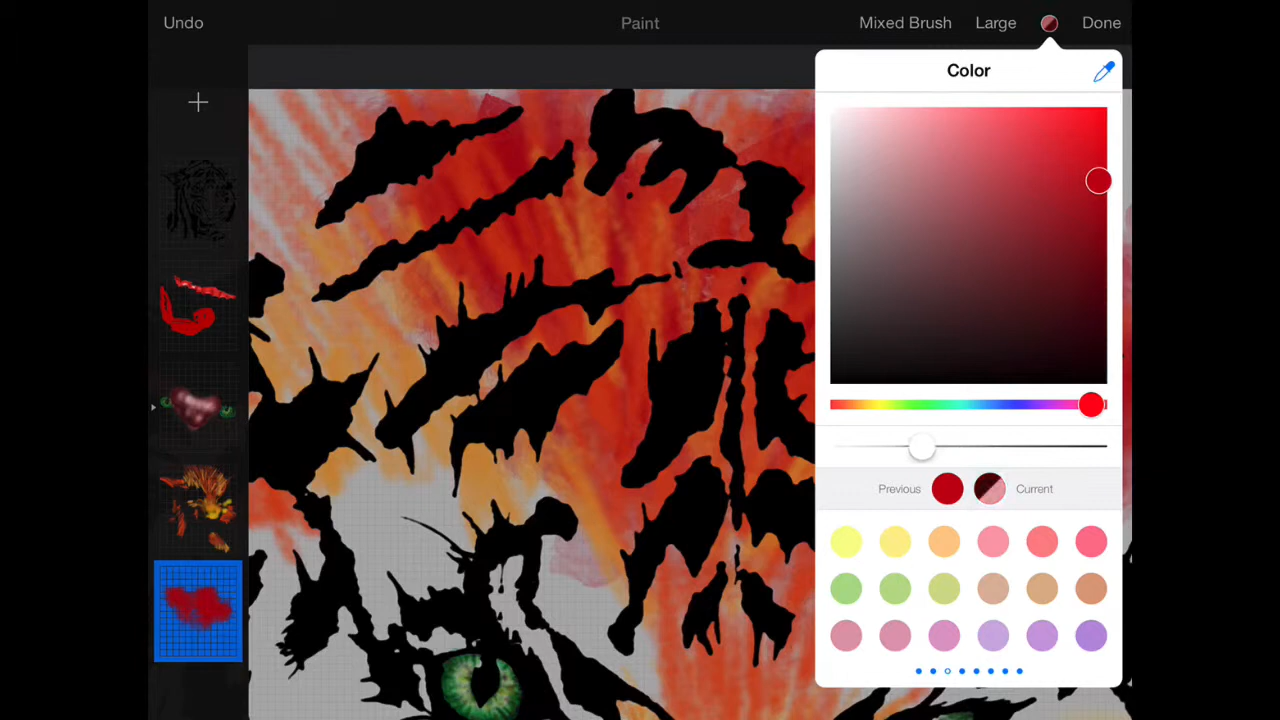 Undo
Paint
Mixed Brush
Large
Done
Color
Previous
Current